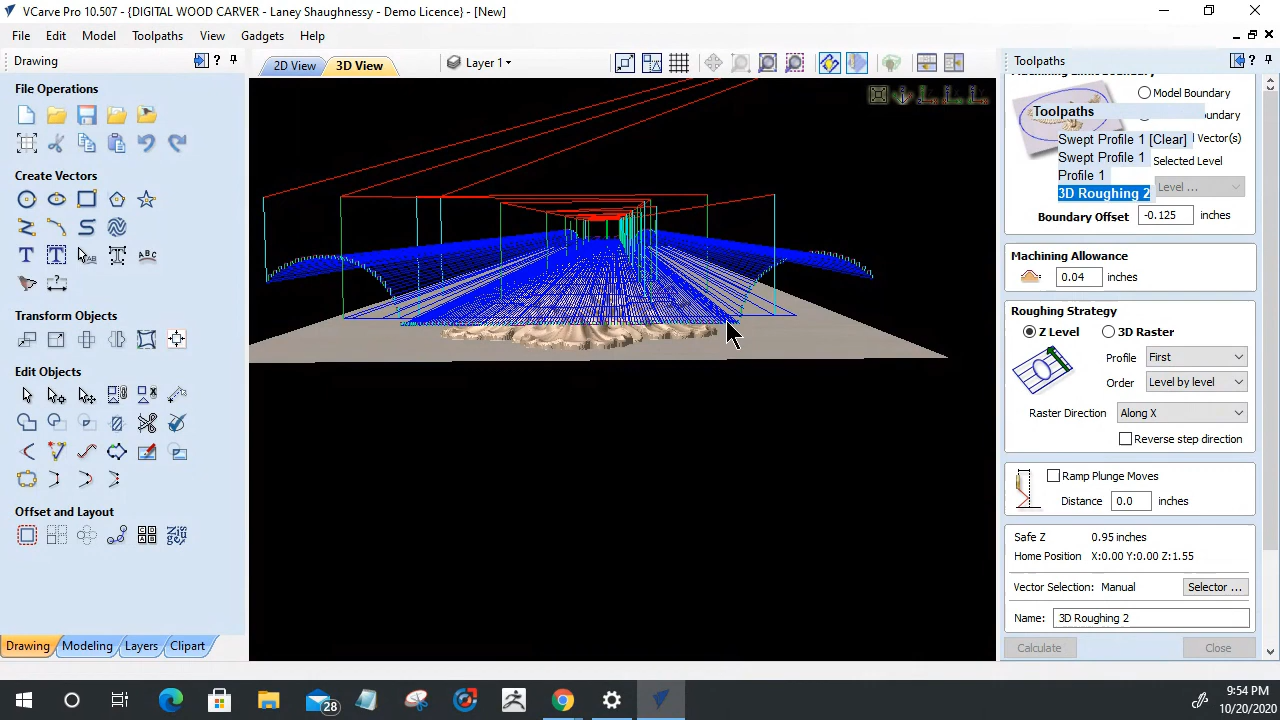 VCarve Pro 10.507 - {DIGITAL WOOD CARVER - Laney Shaughnessy - Demo Licence} - [New]
File Edit Model Toolpaths View Gadgets Help
Drawing
File Operations
Create Vectors
Transform Objects
Edit Objects
Offset and Layout
Drawing Modeling Layers Clipart
2D View 3D View Layer 1
Toolpaths
Model Boundary
Toolpaths
Swept Profile 1 [Clear]
Vector(s)
Swept Profile 1
Selected Level
Profile 1
3D Roughing 2
Level ...
Boundary Offset -0.125 inches
Machining Allowance
0.04 inches
Roughing Strategy
Z Level 3D Raster
Profile First
Order Level by level
Raster Direction Along X
Reverse step direction
Ramp Plunge Moves
Distance 0.0 inches
Safe Z 0.95 inches
Home Position X:0.00 Y:0.00 Z:1.55
Vector Selection: Manual Selector ...
Name: 3D Roughing 2
Calculate Close
28
9:54 PM
10/20/2020